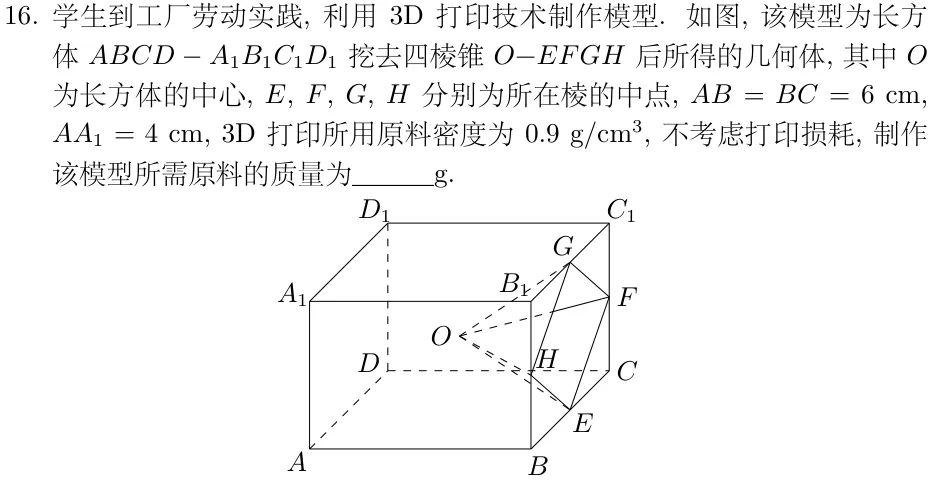 16. 学生到工厂劳动实践, 利用 3D 打印技术制作模型. 如图, 该模型为长方
体 ABCD − A₁B₁C₁D₁ 挖去四棱锥 O−EFGH 后所得的几何体, 其中 O
为长方体的中心, E, F, G, H 分别为所在棱的中点, AB = BC = 6 cm,
AA₁ = 4 cm, 3D 打印所用原料密度为 0.9 g/cm³, 不考虑打印损耗, 制作
该模型所需原料的质量为______g.
D₁
C₁
G
A₁
B₁
F
O
D
H
C
E
A
B